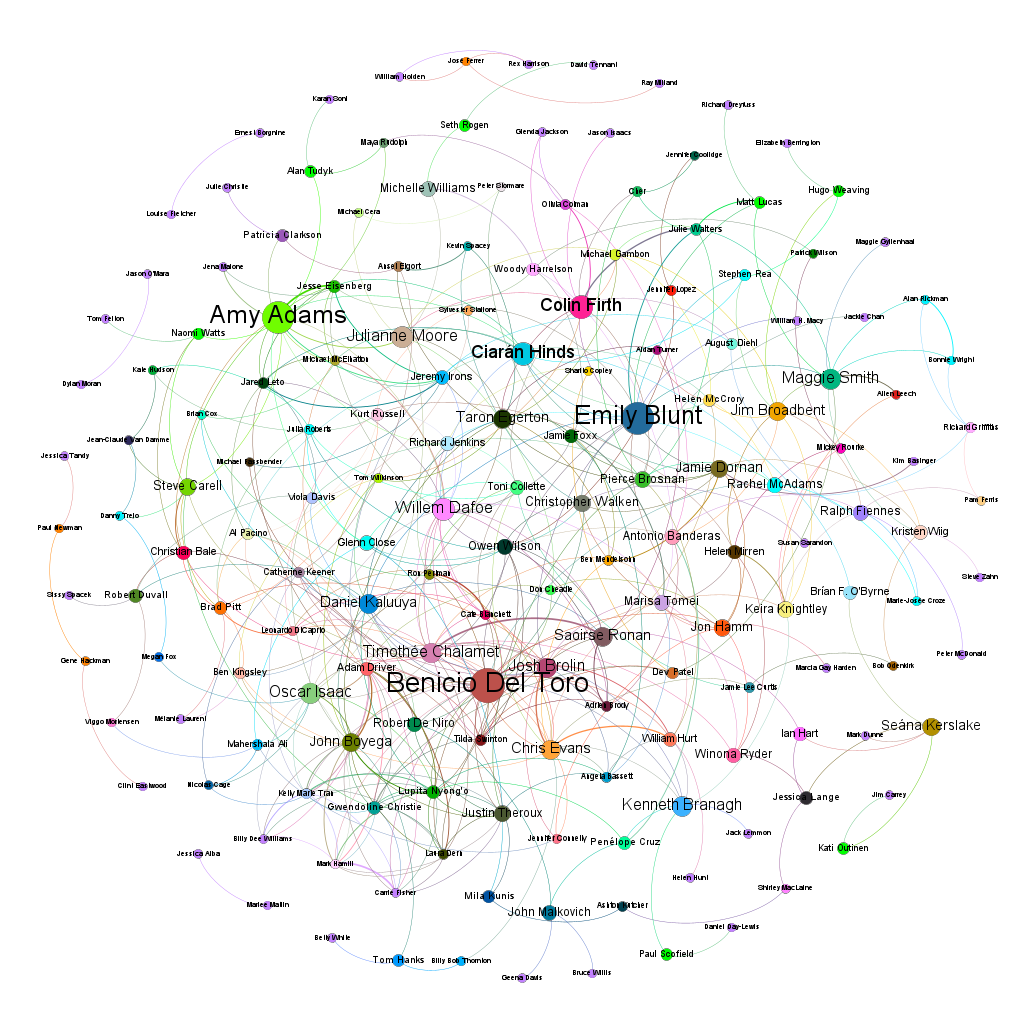 José Ferrer
Rex Harrison
David Tennant
William Holden
Ray Milland
Karan Soni
Richard Dreyfuss
Seth Rogen
Ernest Borgnine
Glenda Jackson
Jason Isaacs
Maya Rudolph
Elizabeth Berrington
Jennifer Coolidge
Alan Tudyk
Julie Christie
Michelle Williams
Peter Stormare
Cher
Hugo Weaving
Matt Lucas
Olivia Colman
Louise Fletcher
Michael Cera
Julie Walters
Patricia Clarkson
Kevin Spacey
Michael Gambon
Patrick Wilson
Maggie Gyllenhaal
Jena Malone
Ansel Elgort
Woody Harrelson
Jason O'Mara
Stephen Rea
Jesse Eisenberg
Jennifer Lopez
Alan Rickman
Colin Firth
Sylvester Stallone
Amy Adams
Tom Felton
William H. Macy
Jackie Chan
Naomi Watts
Julianne Moore
August Diehl
Ciarán Hinds
Aidan Turner
Michael McElhatton
Bonnie Wright
Kate Hudson
Sharlto Copley
Jeremy Irons
Maggie Smith
Dylan Moran
Jared Leto
Allen Leech
Helen McCrory
Brian Cox
Kurt Russell
Jim Broadbent
Taron Egerton
Emily Blunt
Julia Roberts
Richard Griffiths
Jean-Claude Van Damme
Jamie Foxx
Richard Jenkins
Mickey Rourke
Jessica Tandy
Michael Fassbender
Kim Basinger
Jamie Dornan
Tom Wilkinson
Pierce Brosnan
Steve Carell
Toni Collette
Rachel McAdams
Viola Davis
Pam Ferris
Christopher Walken
Willem Dafoe
Ralph Fiennes
Danny Trejo
Paul Newman
Al Pacino
Kristen Wiig
Antonio Banderas
Glenn Close
Susan Sarandon
Owen Wilson
Christian Bale
Helen Mirren
Ben Mendelsohn
Catherine Keener
Ron Perlman
Steve Zahn
Don Cheadle
Brían F. O'Byrne
Sissy Spacek
Robert Duvall
Marie-Josée Croze
Daniel Kaluuya
Marisa Tomei
Brad Pitt
Keira Knightley
Cate Blanchett
Jon Hamm
Leonardo DiCaprio
Saoirse Ronan
Timothée Chalamet
Megan Fox
Peter McDonald
Gene Hackman
Josh Brolin
Bob Odenkirk
Adam Driver
Marcia Gay Harden
Ben Kingsley
Dev Patel
Benicio Del Toro
Jamie Lee Curtis
Oscar Isaac
Adrien Brody
Mélanie Laurent
Viggo Mortensen
Robert De Niro
Seána Kerslake
Ian Hart
Mark Dunne
Tilda Swinton
William Hurt
John Boyega
Mahershala Ali
Chris Evans
Winona Ryder
Angela Bassett
Clint Eastwood
Nicolas Cage
Kelly Marie Tran
Lupita Nyong'o
Jim Carrey
Jessica Lange
Gwendoline Christie
Kenneth Branagh
Justin Theroux
Jack Lemmon
Billy Dee Williams
Jennifer Connelly
Penélope Cruz
Kati Outinen
Jessica Alba
Laura Dern
Mark Hamill
Helen Hunt
Shirley MacLaine
Carrie Fisher
Mila Kunis
Marlee Matlin
Ashton Kutcher
John Malkovich
Daniel Day-Lewis
Betty White
Paul Scofield
Tom Hanks
Billy Bob Thornton
Bruce Willis
Geena Davis